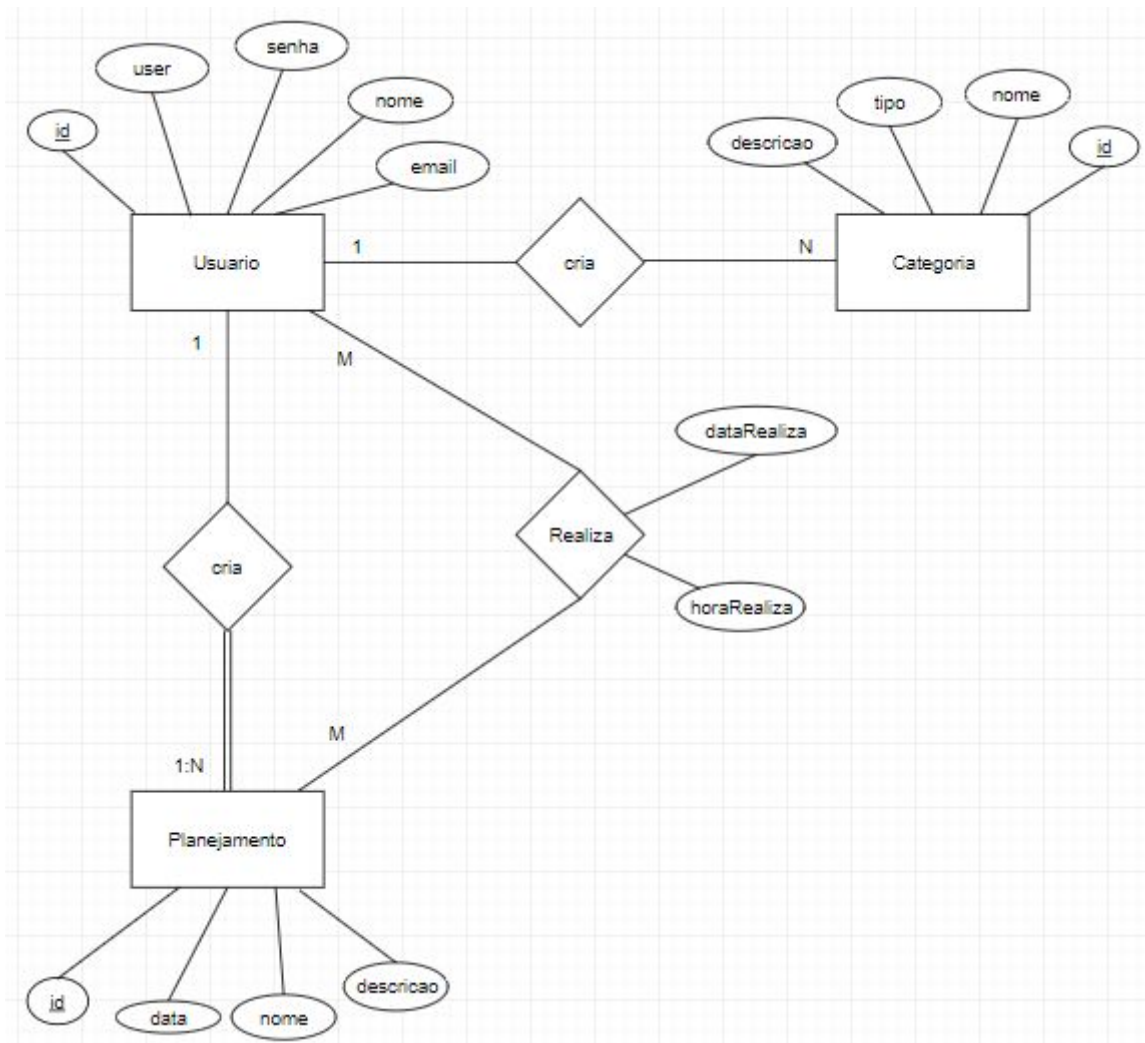 senha
user
nome
id
email
descricao
tipo
nome
id
Usuario
1
cria
N
Categoria
1
M
dataRealiza
Realiza
horaRealiza
cria
M
1:N
Planejamento
id
data
nome
descricao